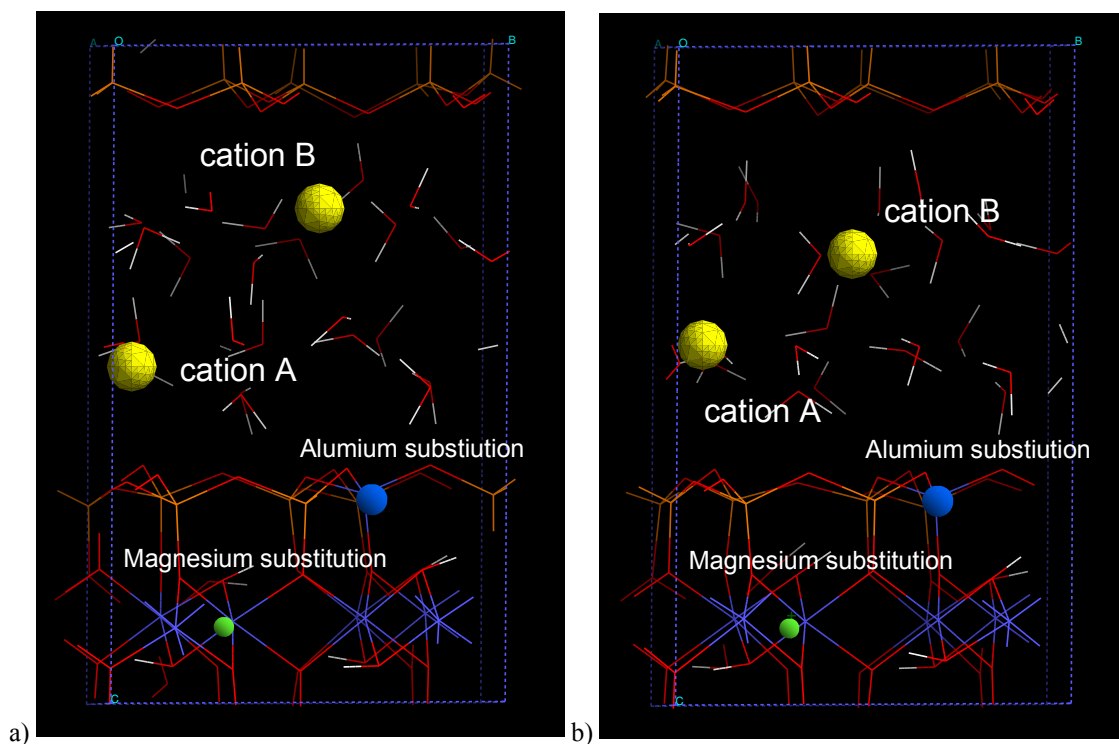 A O B
cation B
cation A
Alumium substiution
Magnesium substitution
C
a)
A O B
cation B
cation A
Alumium substiution
Magnesium substitution
C
b)